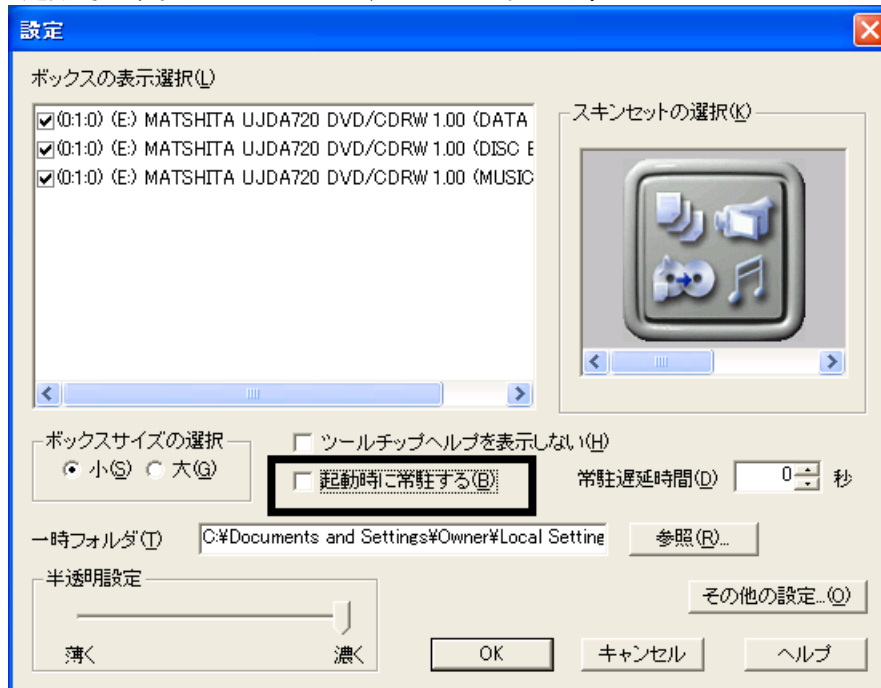 設定
ボックスの表示選択(L)
(0:1:0) (E:) MATSHITA UJDA720 DVD/CDRW 1.00 (DATA
(0:1:0) (E:) MATSHITA UJDA720 DVD/CDRW 1.00 (DISC
(0:1:0) (E:) MATSHITA UJDA720 DVD/CDRW 1.00 (MUSIC
スキンセットの選択(K)
ボックスサイズの選択
小(S) 大(G)
ツールチップヘルプを表示しない(H)
起動時に常駐する(B)
常駐遅延時間(D) 0 秒
一時フォルダ(T) C:¥Documents and Settings¥Owner¥Local Setting 参照(R)...
半透明設定
薄く 濃く
その他の設定...(O)
OK キャンセル ヘルプ